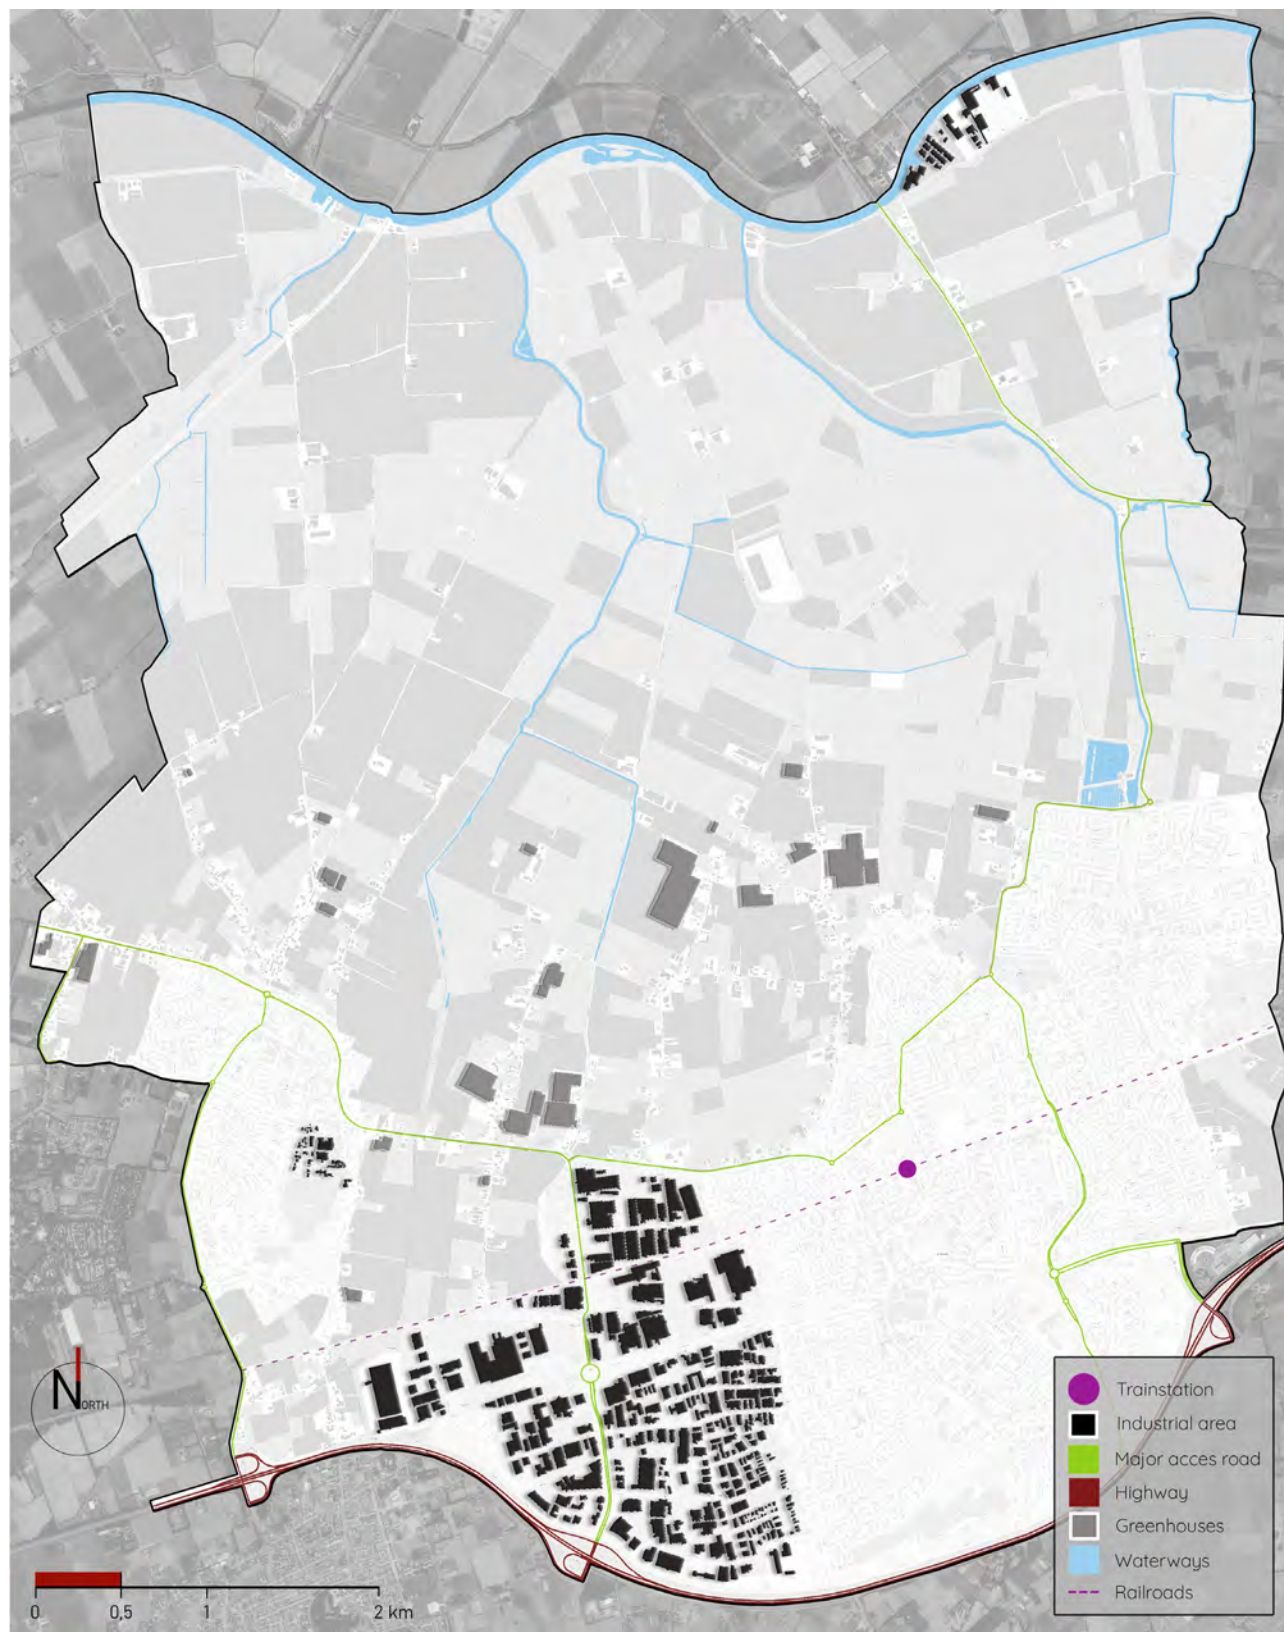 NORTH
0 0,5 1 2 km
Trainstation
Industrial area
Major acces road
Highway
Greenhouses
Waterways
Railroads